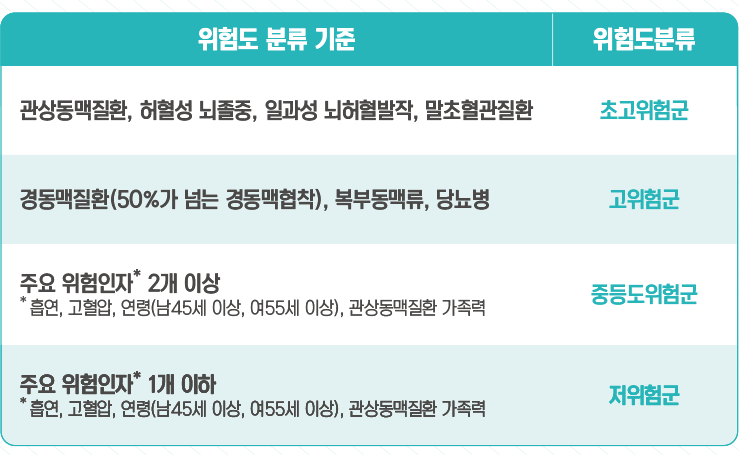 위험도 분류 기준 위험도분류
관상동맥질환, 허혈성 뇌졸중, 일과성 뇌허혈발작, 말초혈관질환 초고위험군
경동맥질환(50%가 넘는 경동맥협착), 복부동맥류, 당뇨병 고위험군
주요 위험인자* 2개 이상
*흡연, 고혈압, 연령(남45세 이상, 여55세 이상), 관상동맥질환 가족력
중등도위험군
주요 위험인자* 1개 이하
*흡연, 고혈압, 연령(남45세 이상, 여55세 이상), 관상동맥질환 가족력
저위험군